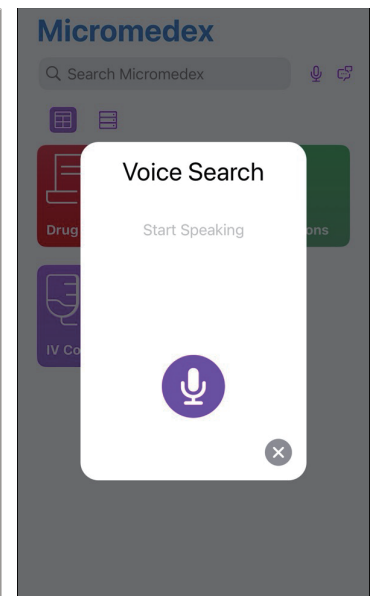 Micromedex
Search Micromedex
Voice Search
Start Speaking
Drug
ons
IV Co